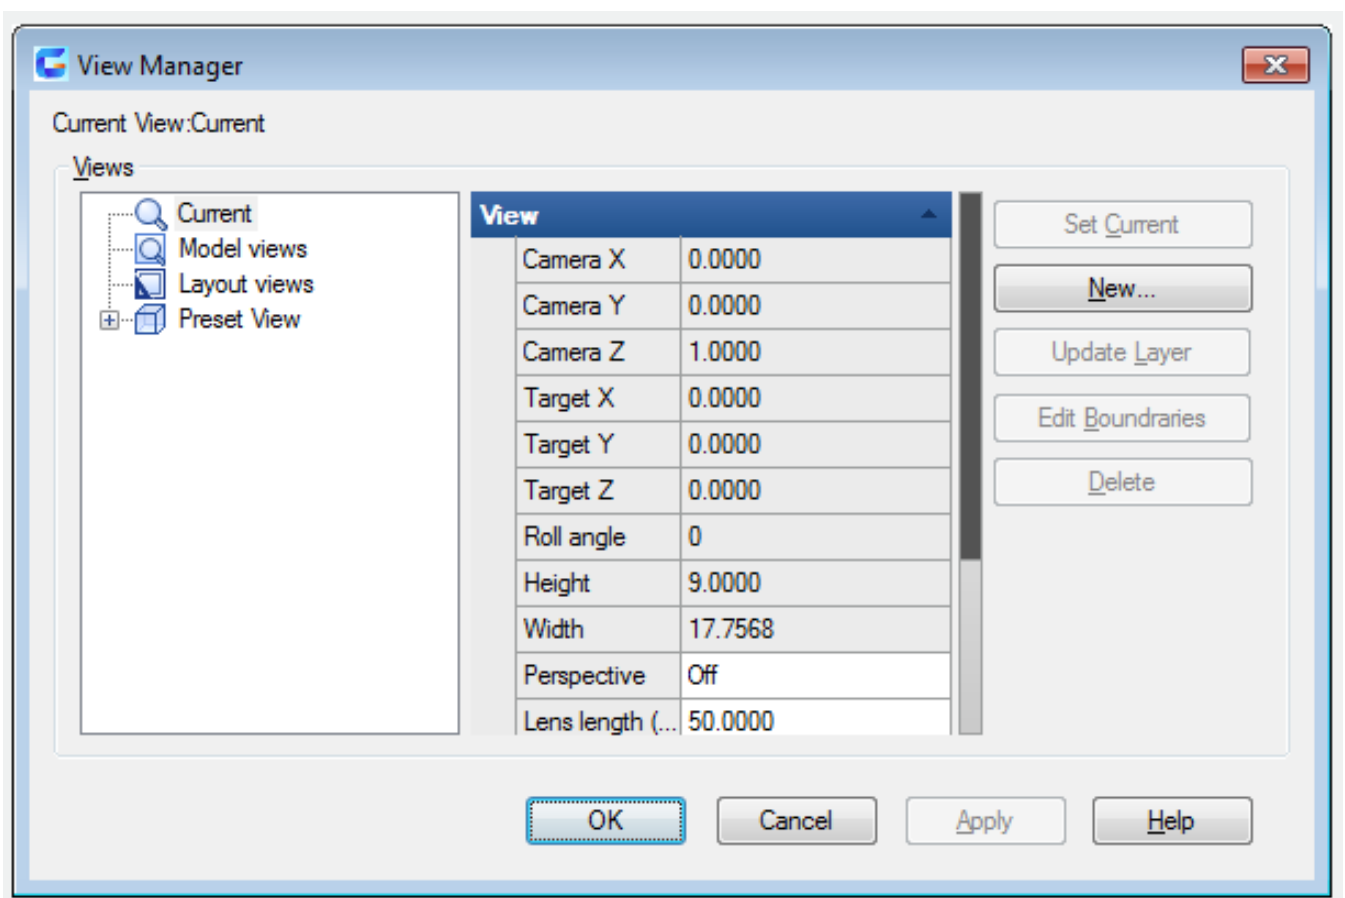 View Manager
Current View:Current
Views
Current
Model views
Layout views
Preset View
View
Camera X 0.0000
Camera Y 0.0000
Camera Z 1.0000
Target X 0.0000
Target Y 0.0000
Target Z 0.0000
Roll angle 0
Height 9.0000
Width 17.7568
Perspective Off
Lens length (... 50.0000
Set Current
New...
Update Layer
Edit Boundraries
Delete
OK
Cancel
Apply
Help